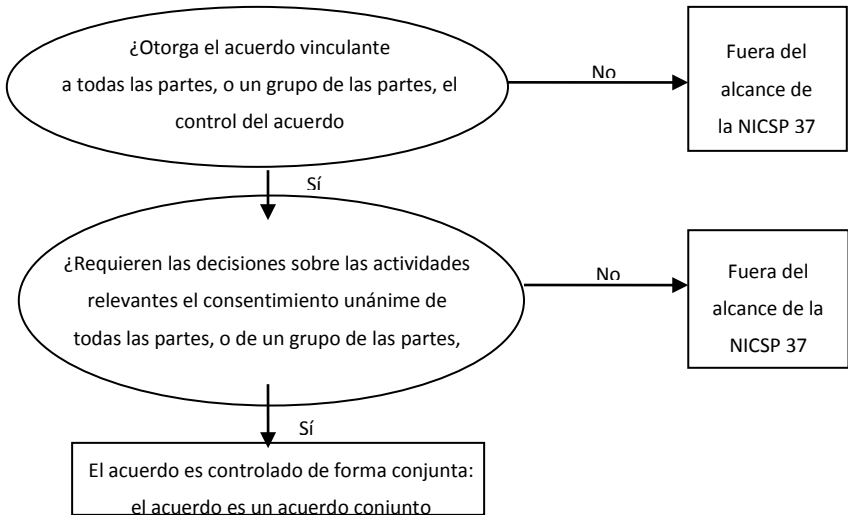 ¿Otorga el acuerdo vinculante
a todas las partes, o un grupo de las partes, el
control del acuerdo
No
Fuera del
alcance de
la NICSP 37
Sí
¿Requieren las decisiones sobre las actividades
relevantes el consentimiento unánime de
todas las partes, o de un grupo de las partes,
No
Fuera del
alcance de la
NICSP 37
Sí
El acuerdo es controlado de forma conjunta:
el acuerdo es un acuerdo conjunto